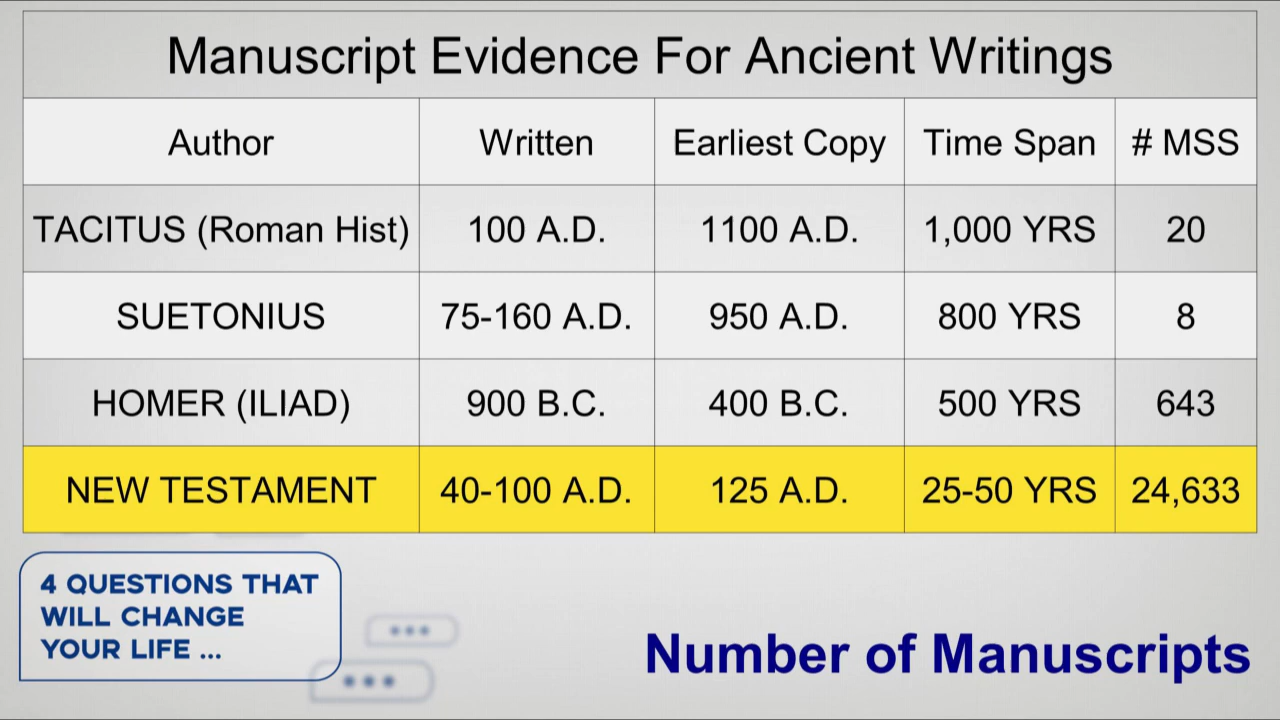 Manuscript Evidence For Ancient Writings
Author Written Earliest Copy Time Span # MSS
TACITUS (Roman Hist) 100 A.D. 1100 A.D. 1,000 YRS 20
SUETONIUS 75-160 A.D. 950 A.D. 800 YRS 8
HOMER (ILIAD) 900 B.C. 400 B.C. 500 YRS 643
NEW TESTAMENT 40-100 A.D. 125 A.D. 25-50 YRS 24,633
4 QUESTIONS THAT
WILL CHANGE
YOUR LIFE ...
Number of Manuscripts